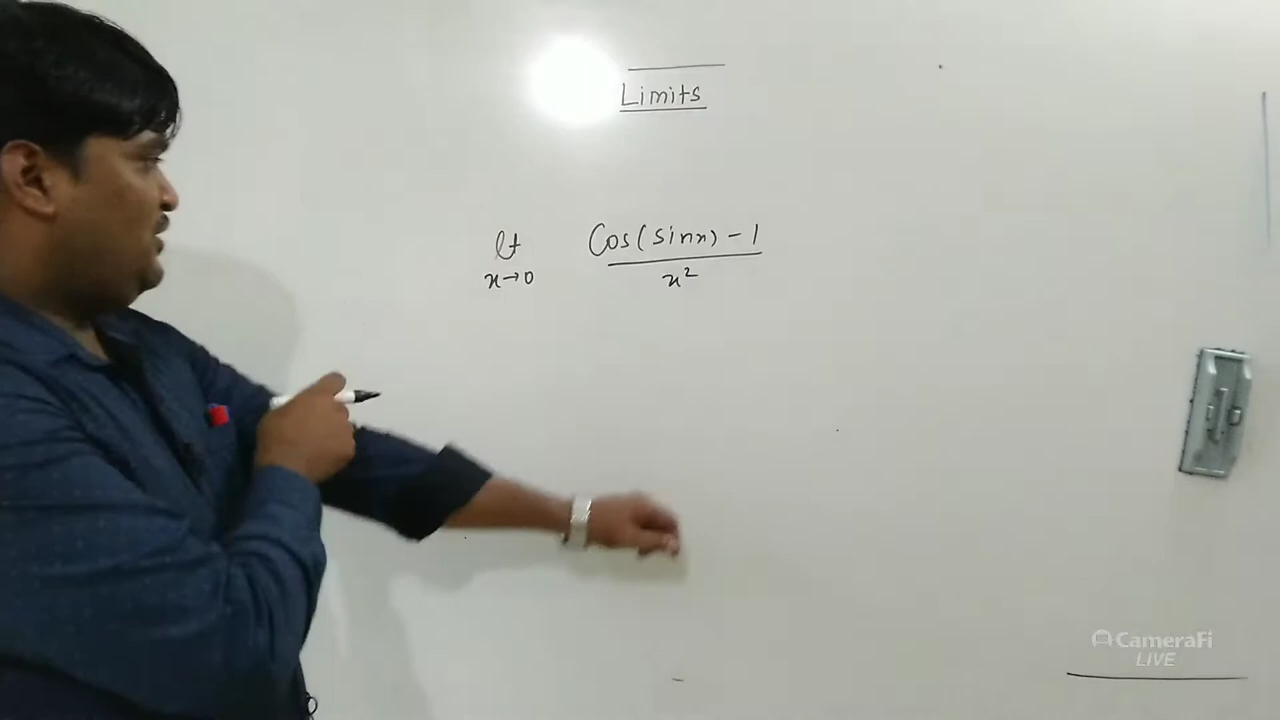 Limits
lt x→0 Cos(sinx) - 1 / x²
CameraFi
LIVE